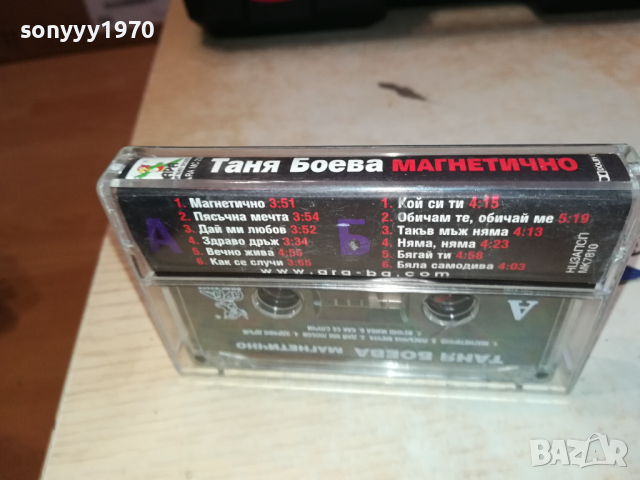 sonyyy1970
Таня Боева МАГНЕТИЧНО
А
1. Магнетично 3:51
2. Пясъчна мечта 3:54
3. Дай ми любов 3:52
4. Здраво дръж 3:34
5. Вечно жива 4:55
6. Как се случи 3:65
Б
1. Кой си ти 4:15
2. Обичам те, обичай ме 5:19
3. Такъв мъж няма 4:13
4. Няма, няма 4:23
5. Бягай ти 4:58
6. Бяла самодива 4:03
НИЗАПСП
МК7810
www.ara-bg.com
А
ТАНЯ БОЕВА МАГНЕТИЧНО
BAZAR